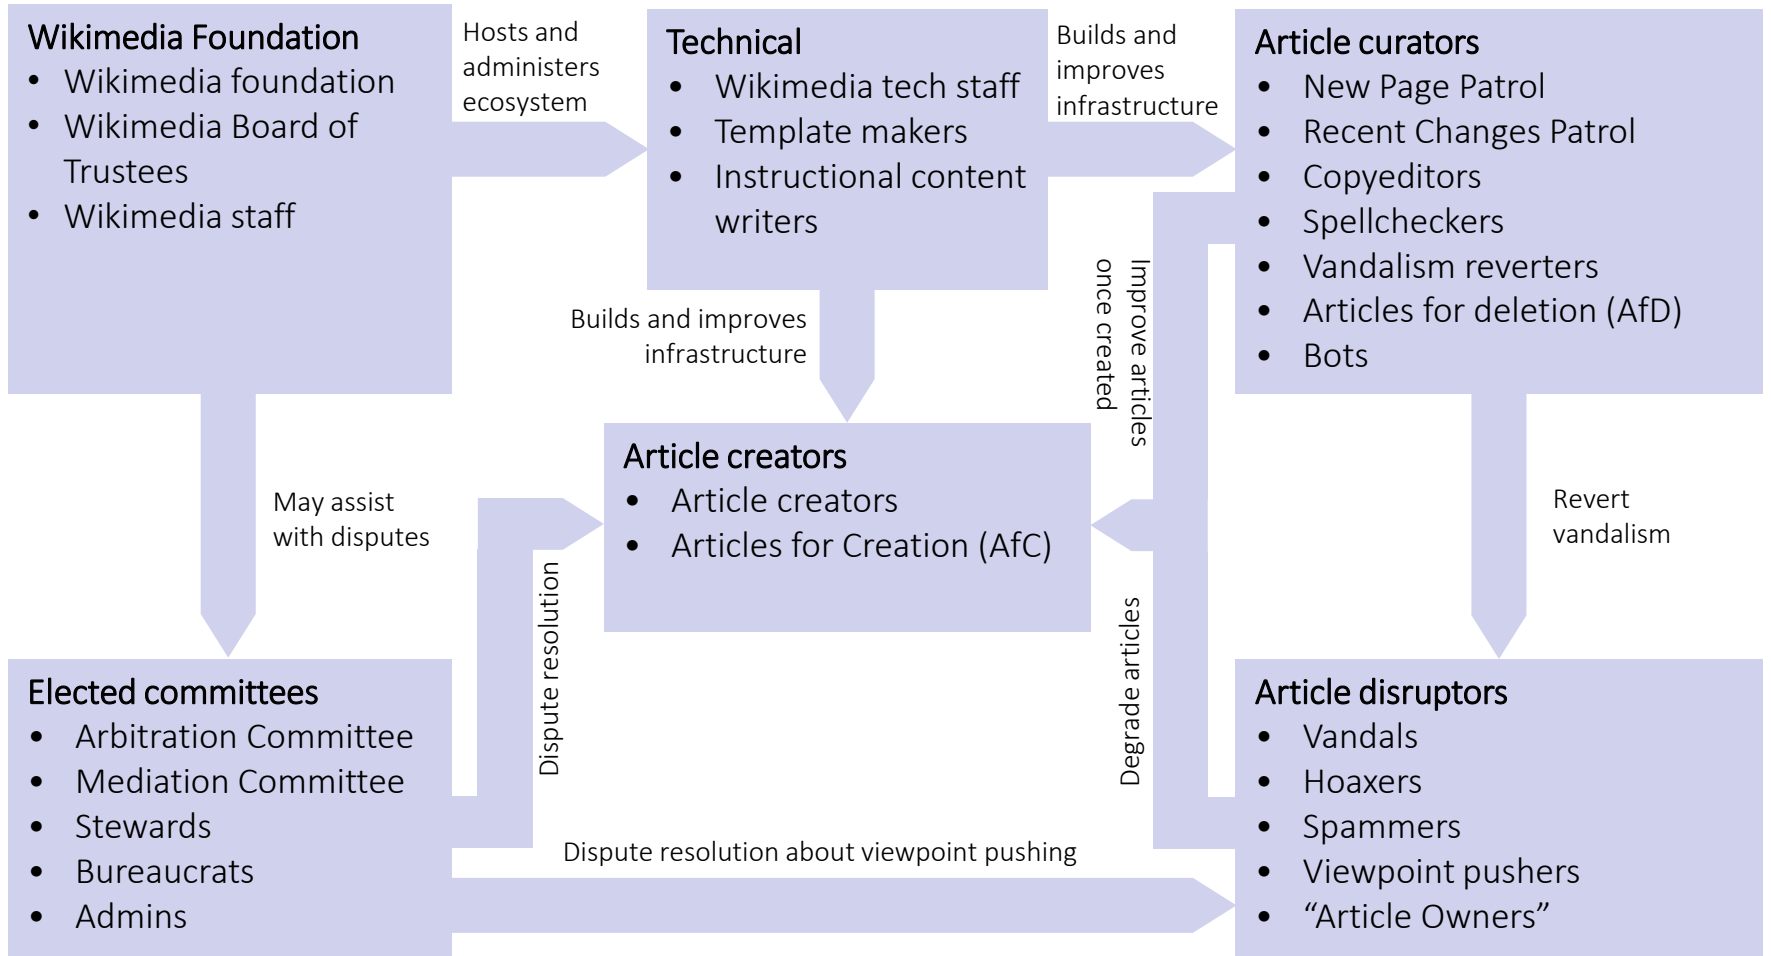 Wikimedia Foundation
• Wikimedia foundation
• Wikimedia Board of
Trustees
• Wikimedia staff
Hosts and
administers
ecosystem
Technical
• Wikimedia tech staff
• Template makers
• Instructional content
writers
Builds and
improves
infrastructure
Article curators
• New Page Patrol
• Recent Changes Patrol
• Copyeditors
• Spellcheckers
• Vandalism reverters
• Articles for deletion (AfD)
• Bots
Builds and improves
infrastructure
Improve articles
once created
May assist
with disputes
Article creators
• Article creators
• Articles for Creation (AfC)
Revert
vandalism
Dispute resolution
Degrade articles
Elected committees
• Arbitration Committee
• Mediation Committee
• Stewards
• Bureaucrats
• Admins
Dispute resolution about viewpoint pushing
Article disruptors
• Vandals
• Hoaxers
• Spammers
• Viewpoint pushers
• “Article Owners”